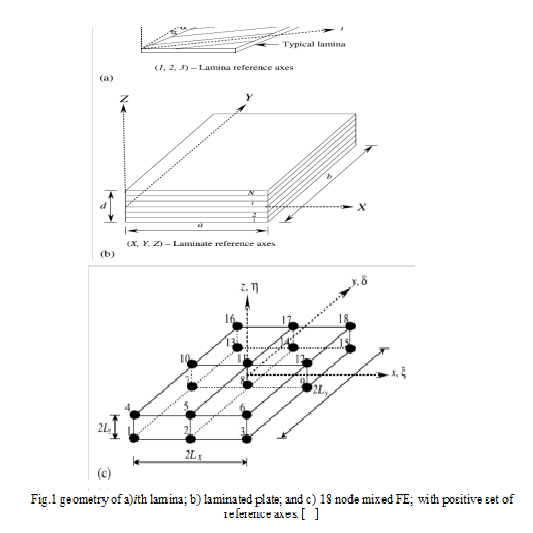 Typical lamina
(1, 2, 3) – Lamina reference axes
(a)
Z
Y
N
i
2
1
d
b
X
a
(X, Y, Z) – Laminate reference axes
(b)
z, η
y, δ
16
17
18
13
14
15
10
11
12
x, ξ
7
8
9
2Ly
4
5
6
2Lz
1
2
3
2Lx
(c)
Fig.1 geometry of a)ith lamina; b) laminated plate; and c) 18 node mixed FE; with positive set of
reference axes. [ ]